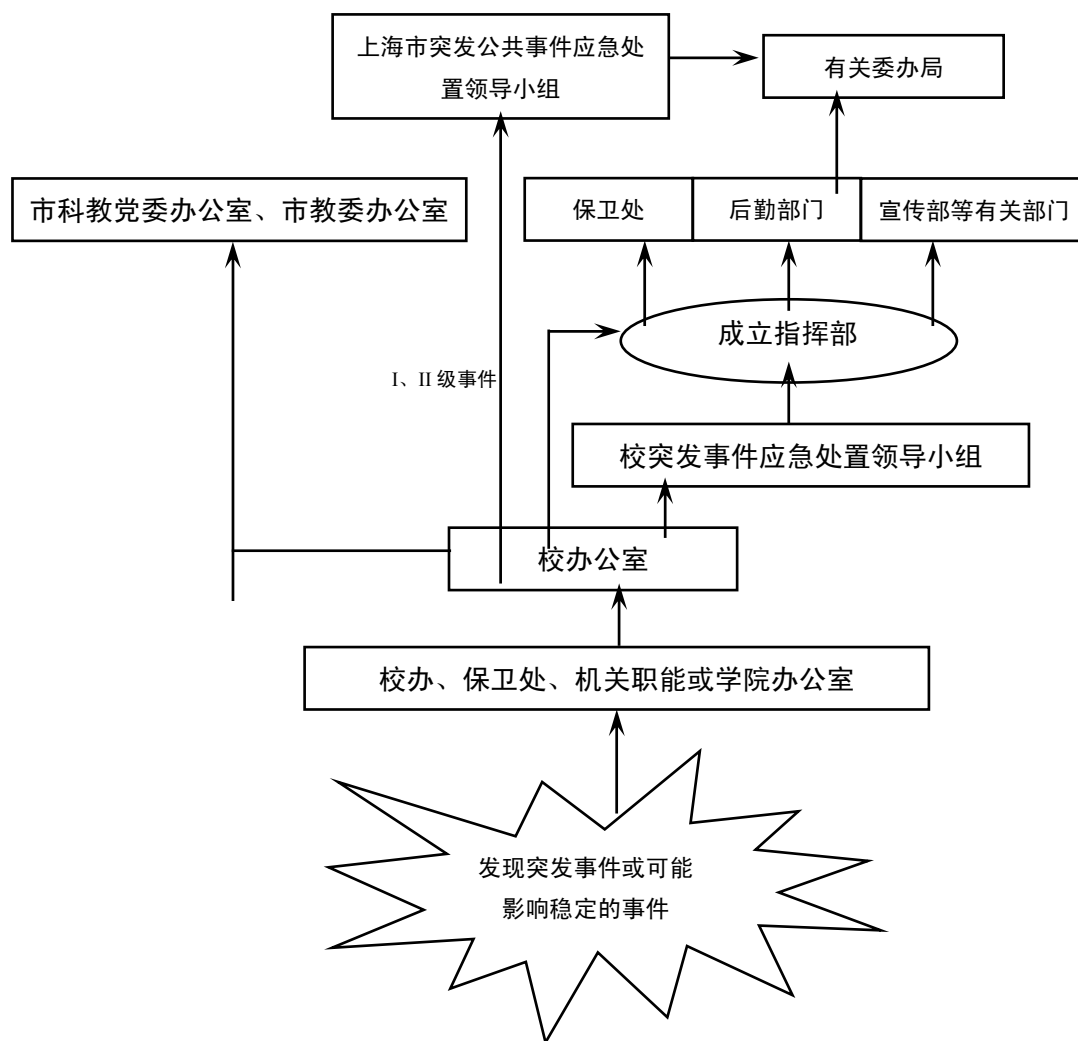 上海市突发公共事件应急处
置领导小组
有关委办局
市科教党委办公室、市教委办公室
保卫处
后勤部门
宣传部等有关部门
成立指挥部
I、II 级事件
校突发事件应急处置领导小组
校办公室
校办、保卫处、机关职能或学院办公室
发现突发事件或可能
影响稳定的事件